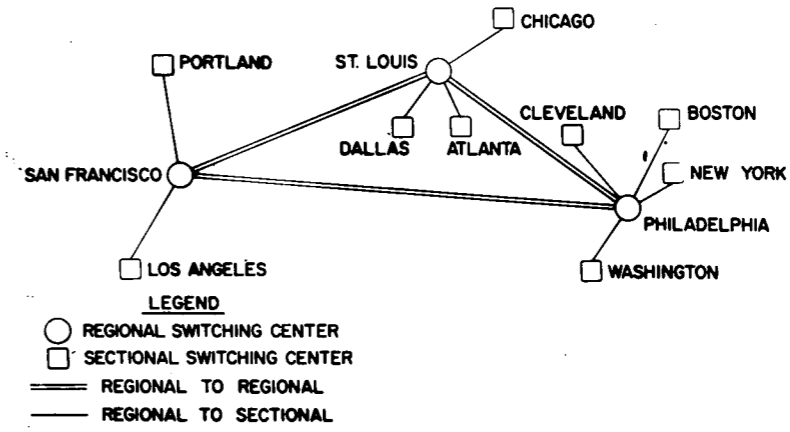 CHICAGO
PORTLAND
ST. LOUIS
CLEVELAND
BOSTON
DALLAS
ATLANTA
SAN FRANCISCO
NEW YORK
PHILADELPHIA
LOS ANGELES
WASHINGTON
LEGEND
REGIONAL SWITCHING CENTER
SECTIONAL SWITCHING CENTER
REGIONAL TO REGIONAL
REGIONAL TO SECTIONAL